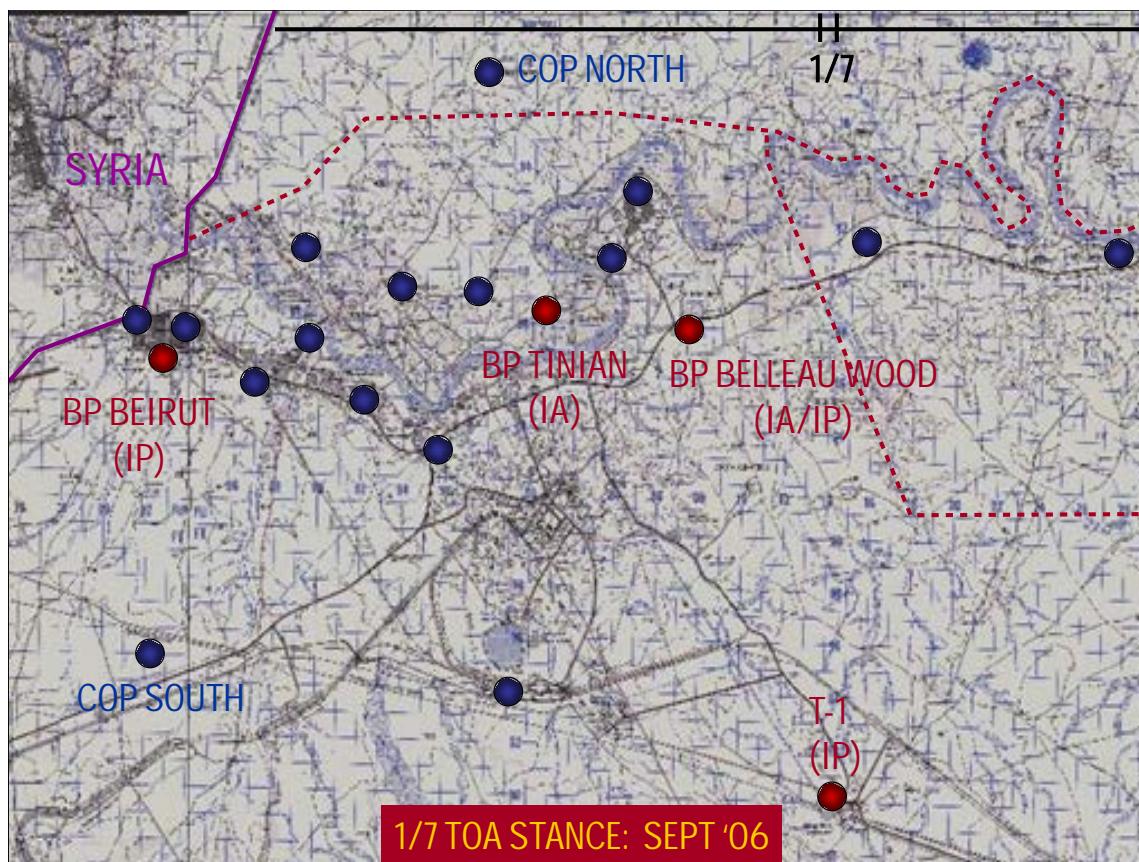 COP NORTH
1/7
SYRIA
BP TINIAN
(IA)
BP BELLEAU WOOD
(IA/IP)
BP BEIRUT
(IP)
COP SOUTH
T-1
(IP)
1/7 TOA STANCE: SEPT ‘06